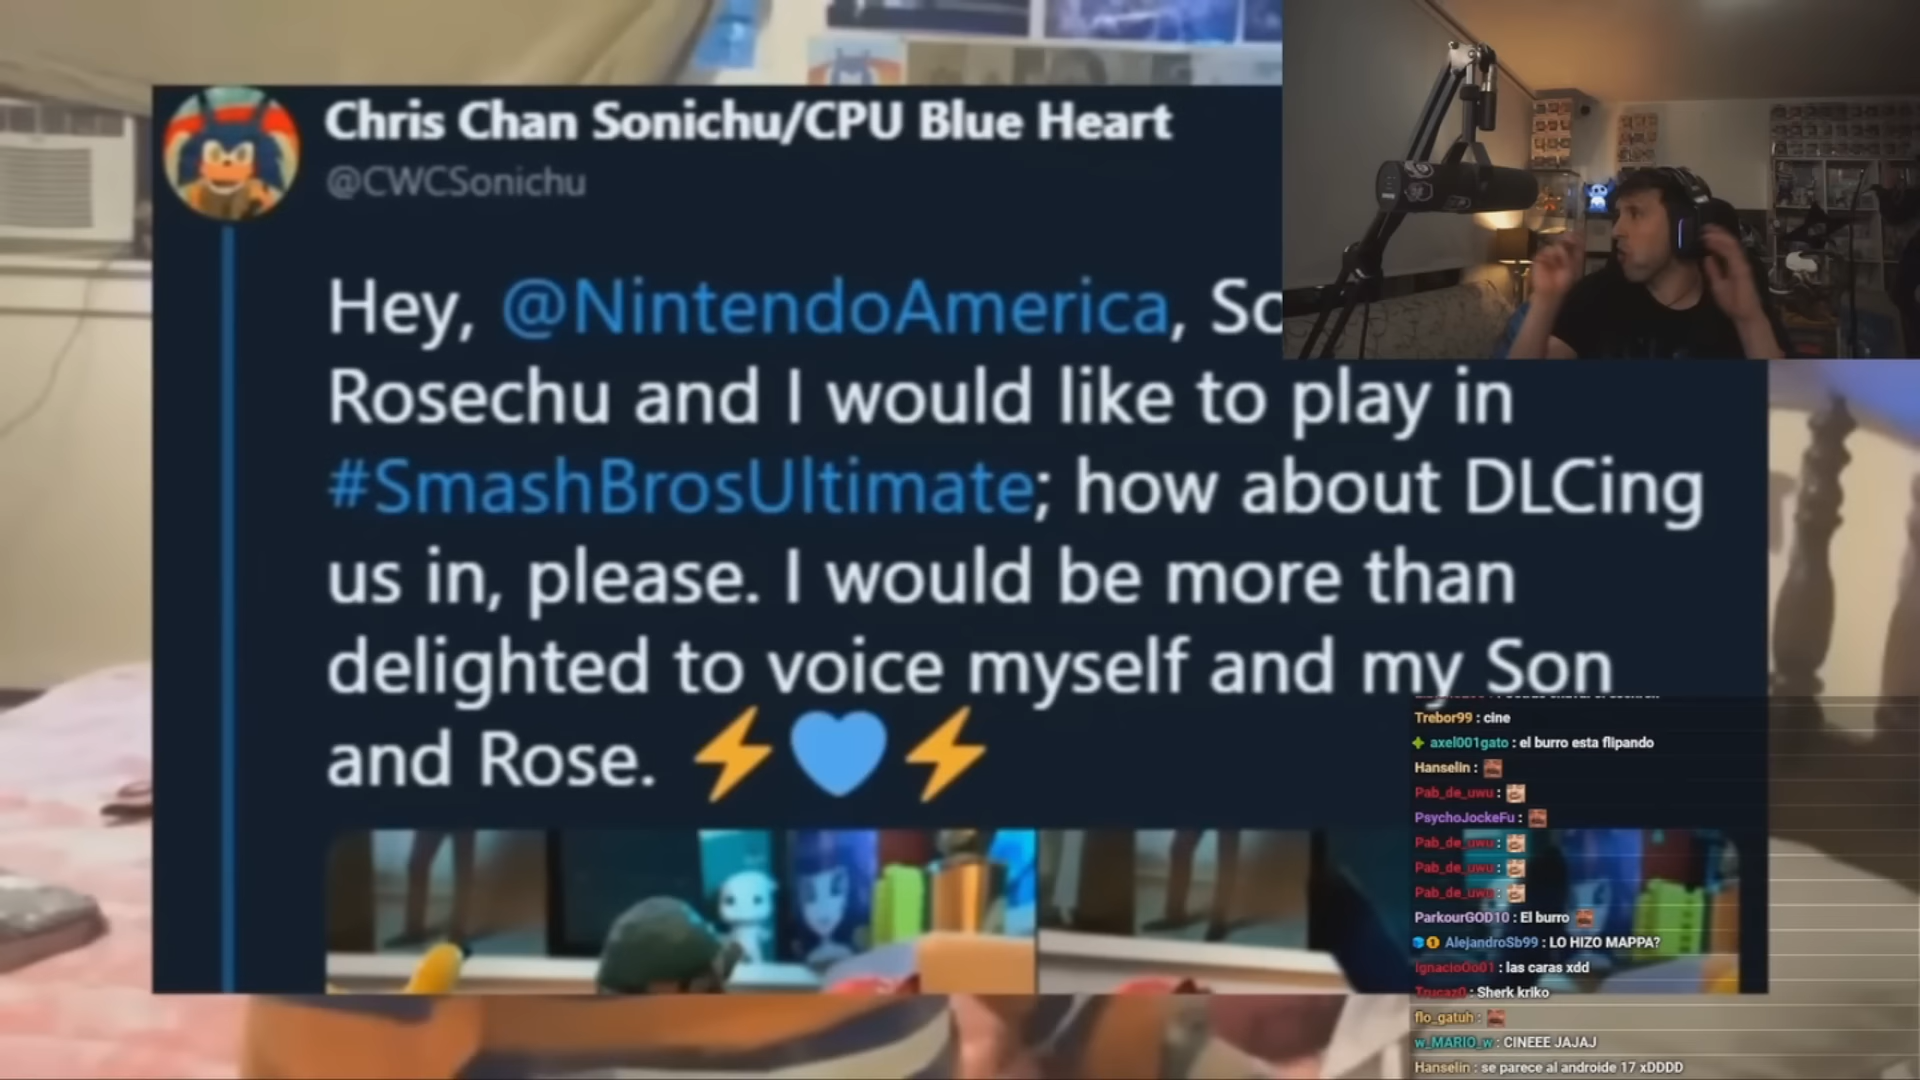 Chris Chan Sonichu/CPU Blue Heart
@CWCSonichu
Hey, @NintendoAmerica,
Rosechu and I would like to play in
#SmashBrosUltimate; how about DLCing
us in, please. I would be more than
delighted to voice myself and my Son
and Rose. ⚡💙⚡
Trebor99 : cine
axel001gato : el burro esta flipando
Hanselin :
Pab_de_uwu :
PsychoJockeFu :
Pab_de_uwu :
Pab_de_uwu :
Pab_de_uwu :
ParkourGOD10 : El burro
AlejandroSb99 : LO HIZO MAPPA?
IgnacioOo01 : las caras xdd
Trucaz0 : Sherk kriko
flo_gatuh :
w_MARIO_w : CINEEE JAJAJ
Hanselin : se parece al androide 17 xDDDD